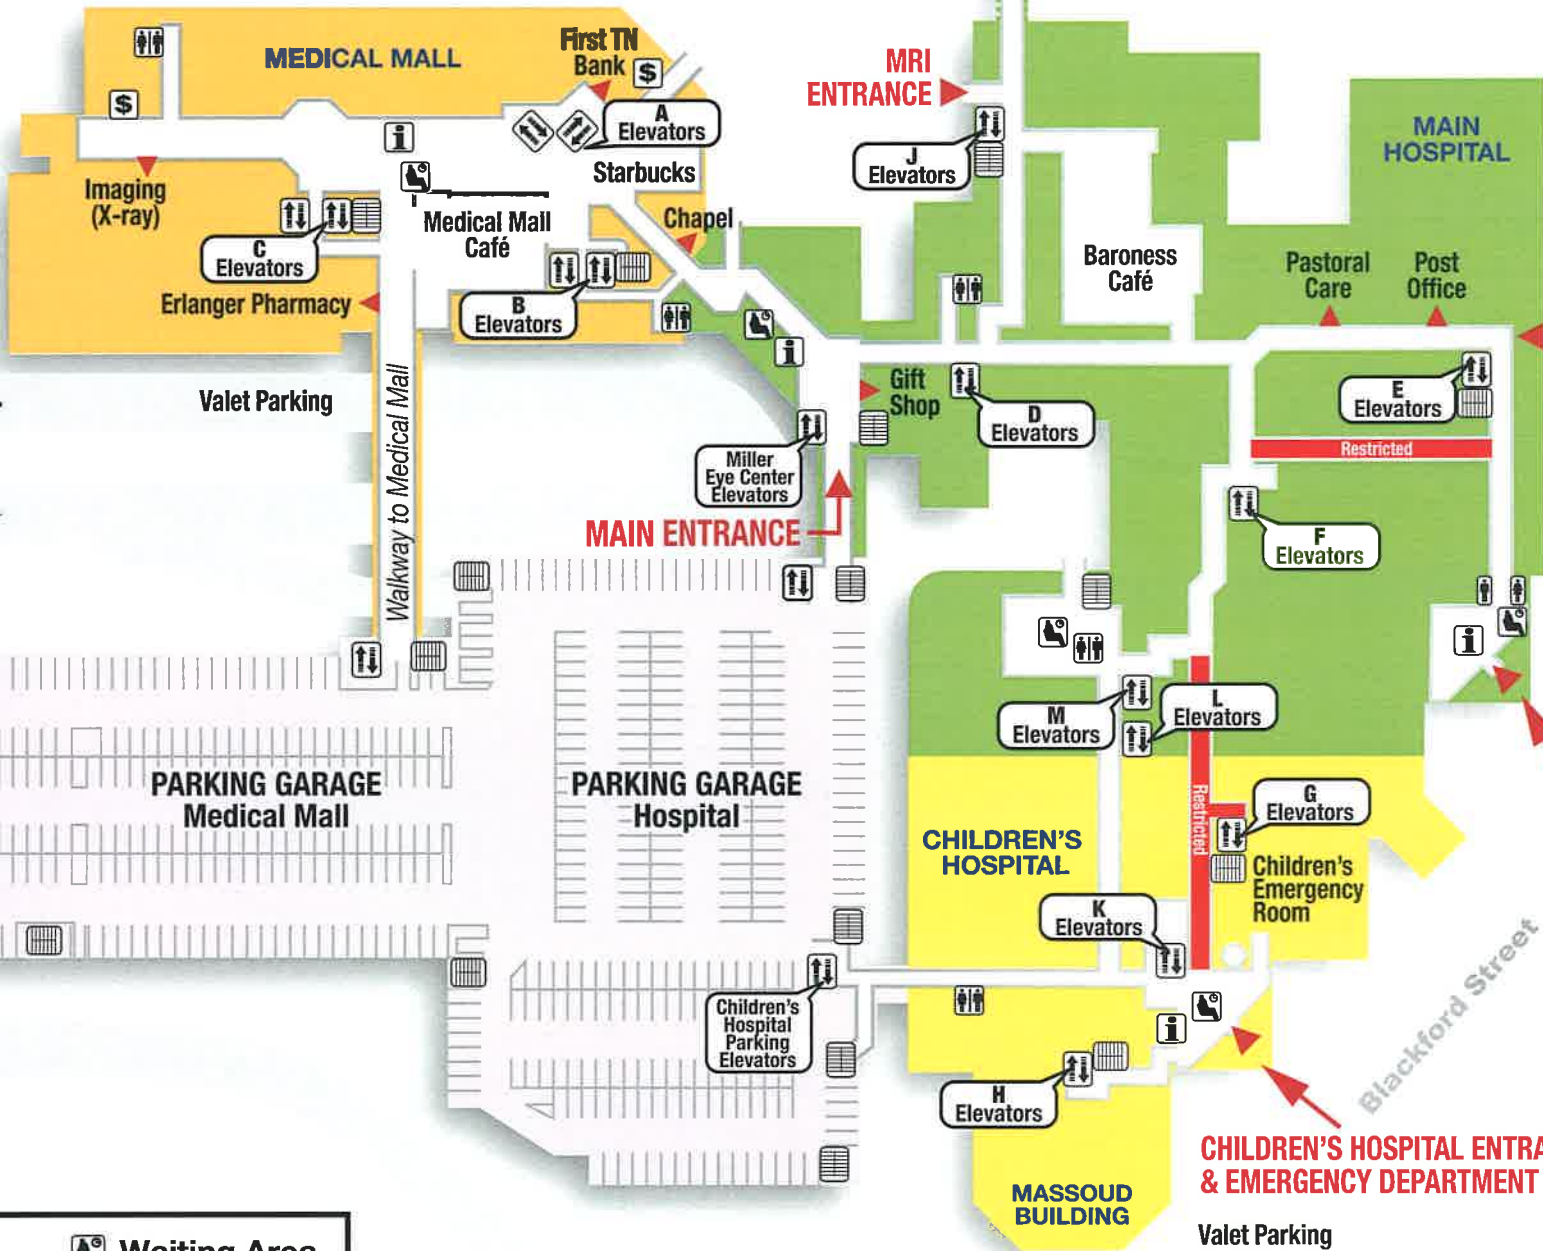 MEDICAL MALL
First TN
Bank
$
$
A
Elevators
Starbucks
Imaging
(X-ray)
C
Elevators
Medical Mall
Café
Chapel
Erlanger Pharmacy
B
Elevators
Valet Parking
Walkway to Medical Mall
MRI
ENTRANCE
J
Elevators
MAIN
HOSPITAL
Baroness
Café
Pastoral
Care
Post
Office
Gift
Shop
D
Elevators
E
Elevators
Restricted
Miller
Eye Center
Elevators
MAIN ENTRANCE
F
Elevators
M
Elevators
L
Elevators
PARKING GARAGE
Medical Mall
PARKING GARAGE
Hospital
CHILDREN'S
HOSPITAL
Restricted
G
Elevators
Children's
Emergency
Room
K
Elevators
Children's
Hospital
Parking
Elevators
H
Elevators
Blackford Street
CHILDREN'S HOSPITAL ENTRA
& EMERGENCY DEPARTMENT
MASSOUD
BUILDING
Valet Parking
Waiting Area